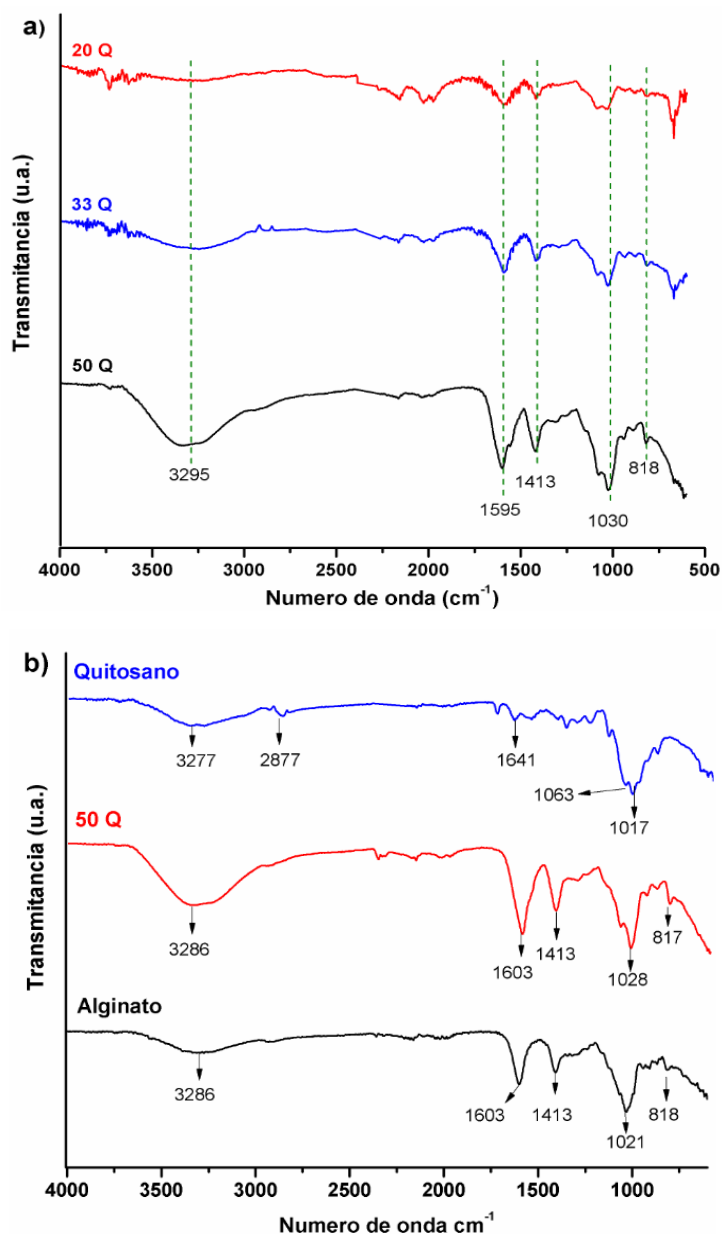 a)
20 Q
33 Q
50 Q
3295
1595
1413
1030
818
Transmitancia (u.a.)
4000 3500 3000 2500 2000 1500 1000 500
Numero de onda (cm-1)
b)
Quitosano
3277
2877
1641
1063
1017
50 Q
3286
1603
1413
1028
817
Alginato
3286
1603
1413
1021
818
Transmitancia (u.a.)
4000 3500 3000 2500 2000 1500 1000
Numero de onda cm-1